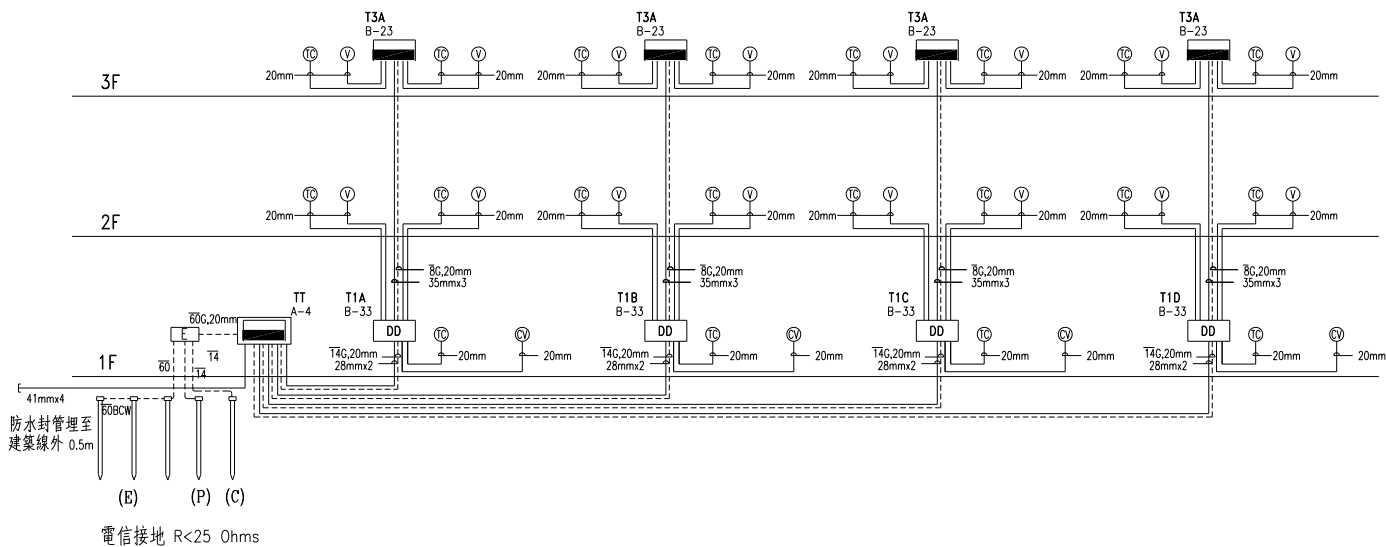 T3A
B-23
T3A
B-23
T3A
B-23
T3A
B-23
TC V TC V TC V TC V TC V TC V TC V TC V
20mm 20mm 20mm 20mm 20mm 20mm 20mm 20mm
3F
TC V TC V TC V TC V TC V TC V TC V TC V
20mm 20mm 20mm 20mm 20mm 20mm 20mm 20mm
2F
8G,20mm
35mmx3
8G,20mm
35mmx3
8G,20mm
35mmx3
8G,20mm
35mmx3
TT
A-4
T1A
B-33
T1B
B-33
T1C
B-33
T1D
B-33
60G,20mm
E
DD TC CV DD TC CV DD TC CV DD TC CV
20mm 20mm 20mm 20mm 20mm 20mm 20mm 20mm
14G,20mm
28mmx2
14G,20mm
28mmx2
14G,20mm
28mmx2
14G,20mm
28mmx2
1F
60
14
14
41mmx4
60BCW
防水封管埋至
建築線外 0.5m
(E) (P) (C)
電信接地 R<25 Ohms